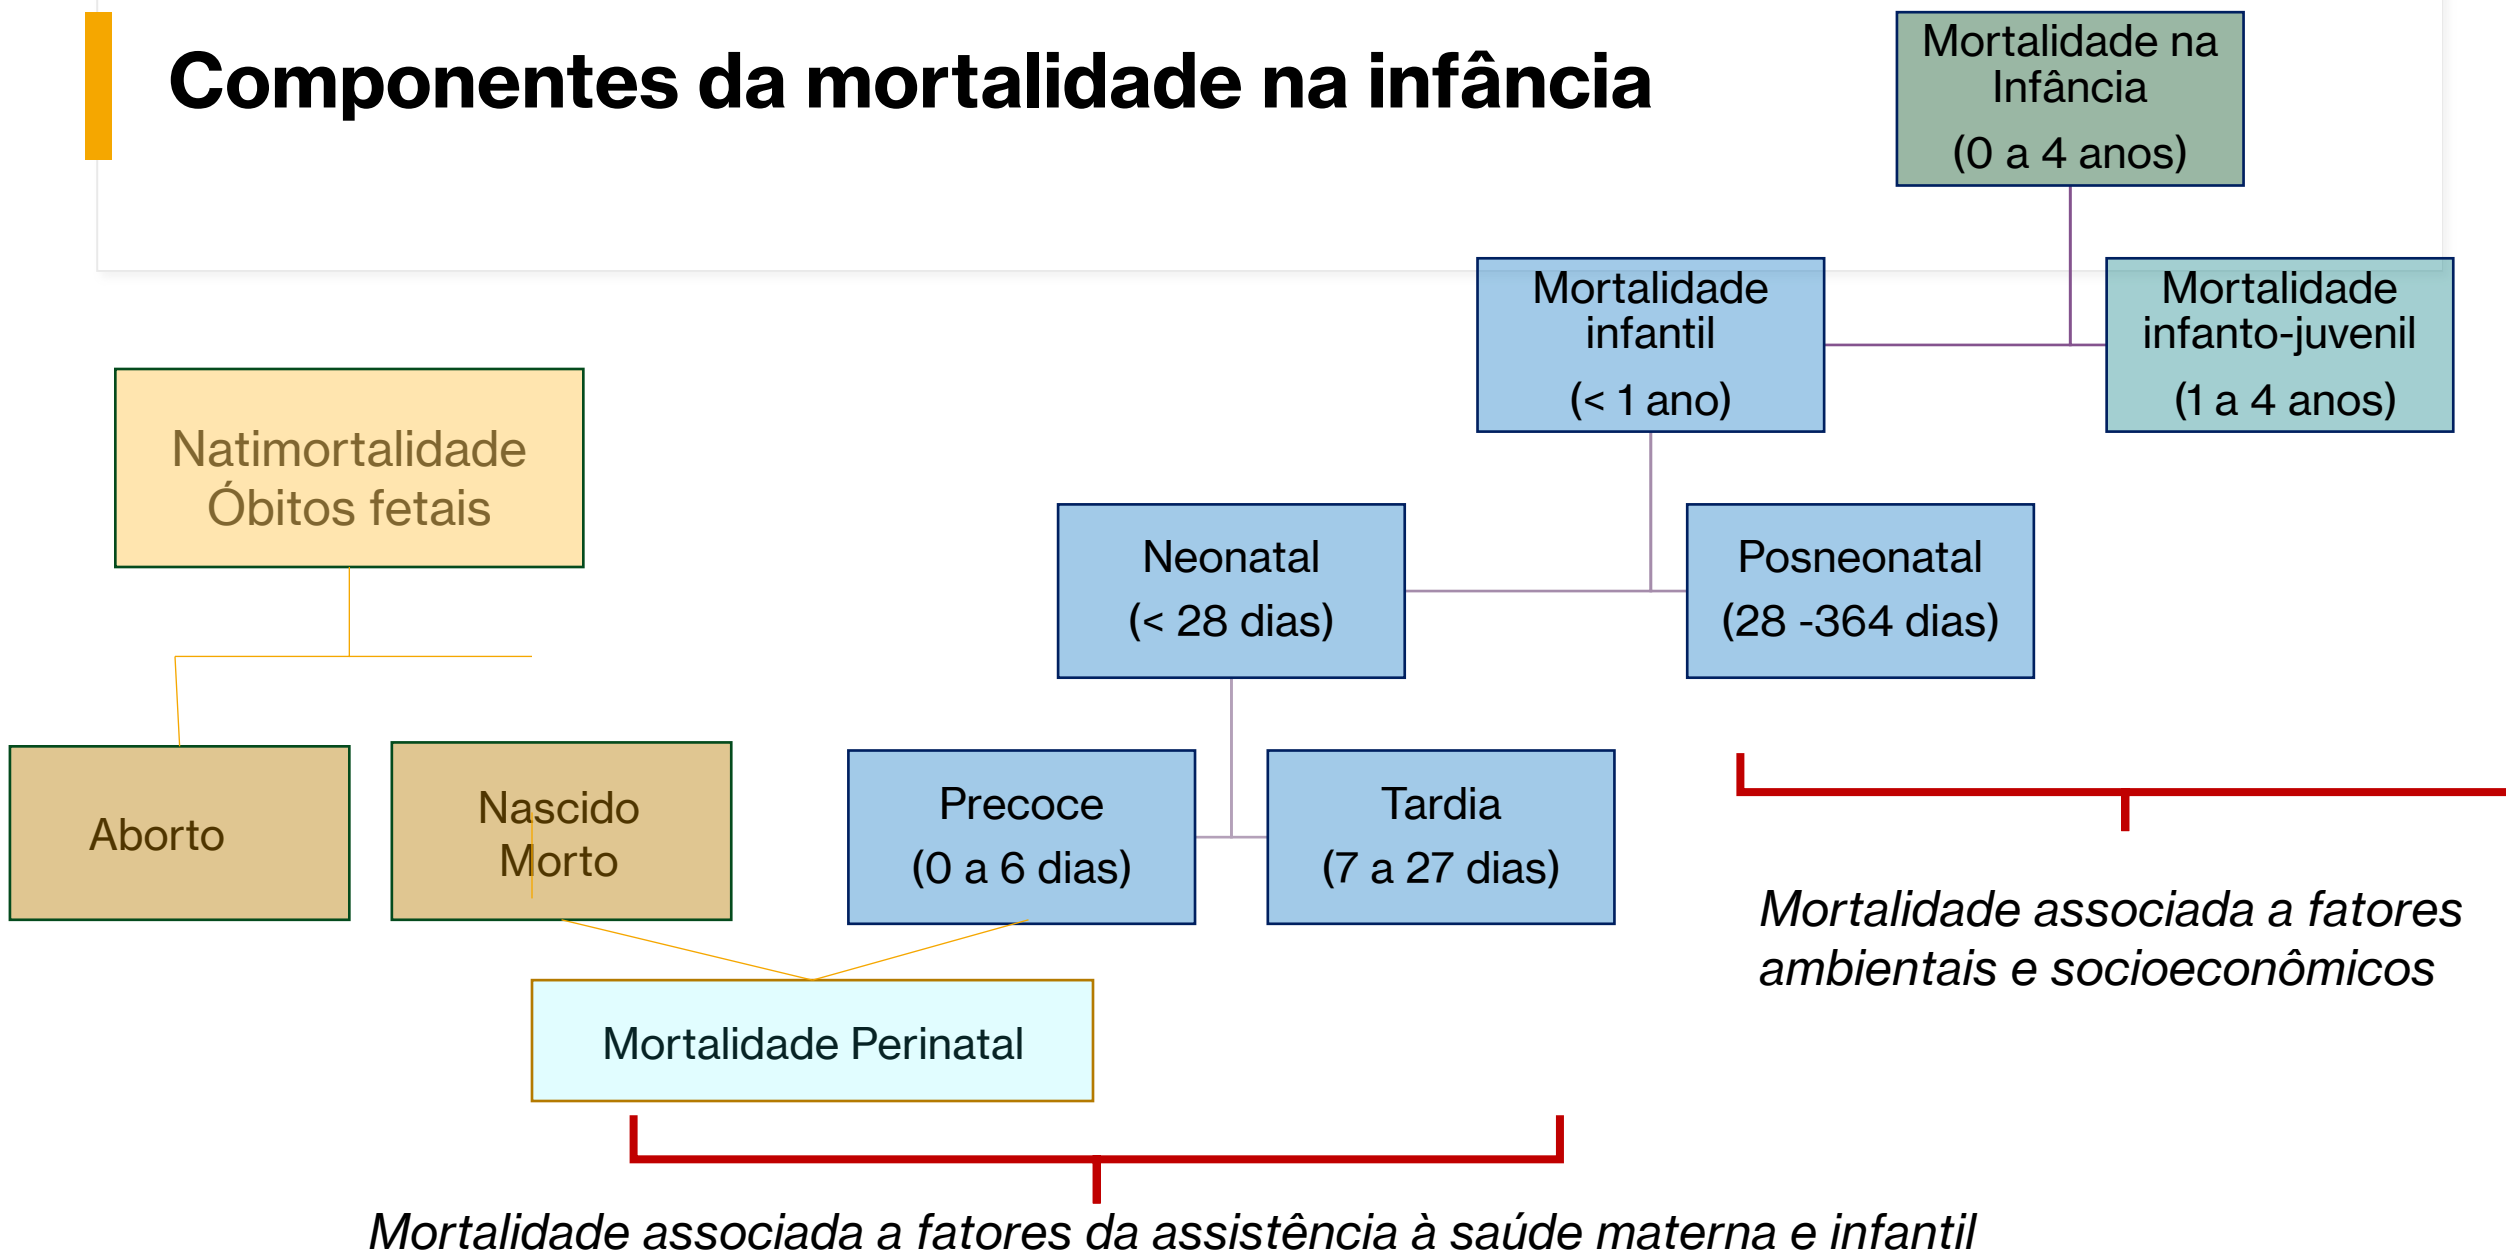 Componentes da mortalidade na infância
Mortalidade na
Infância
(0 a 4 anos)
Mortalidade
infantil
(< 1 ano)
Mortalidade
infanto-juvenil
(1 a 4 anos)
Natimortalidade
Óbitos fetais
Neonatal
(< 28 dias)
Posneonatal
(28 -364 dias)
Aborto
Nascido
Morto
Precoce
(0 a 6 dias)
Tardia
(7 a 27 dias)
Mortalidade associada a fatores
ambientais e socioeconômicos
Mortalidade Perinatal
Mortalidade associada a fatores da assistência à saúde materna e infantil